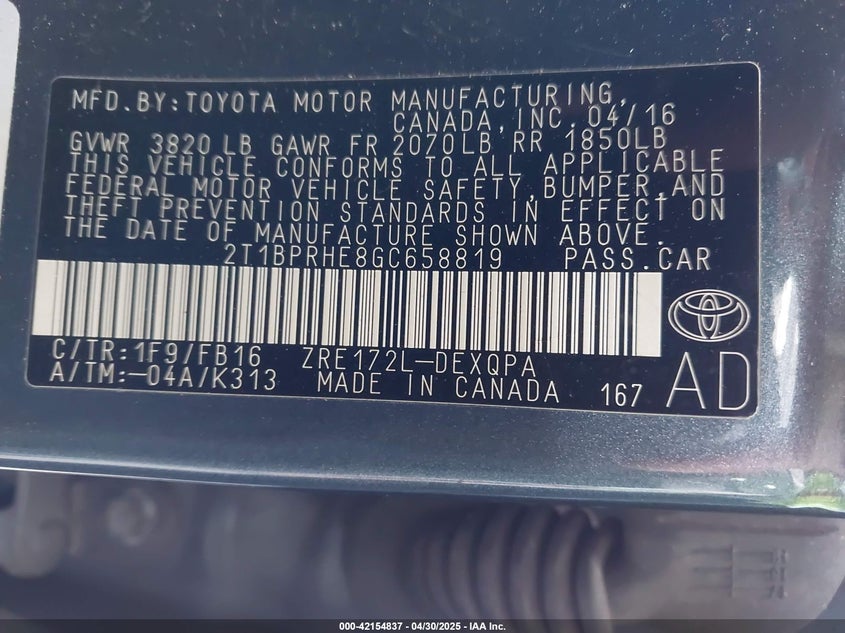 MFD.BY:TOYOTA MOTOR MANUFACTURING,
CANADA,INC.04/16
GVWR 3820LB GAWR FR 2070LB RR 1850LB
THIS VEHICLE CONFORMS TO ALL APPLICABLE
FEDERAL MOTOR VEHICLE SAFETY,BUMPER,AND
THEFT PREVENTION STANDARDS IN EFFECT ON
THE DATE OF MANUFACTURE SHOWN ABOVE.
2T1BPRHE8GC658819 PASS.CAR
C/TR:1F9/FB16 ZRE172L-DEXQPA
A/TM:-04A/K313 MADE IN CANADA 167 AD
000-42154837 - 04/30/2025 - IAA Inc.